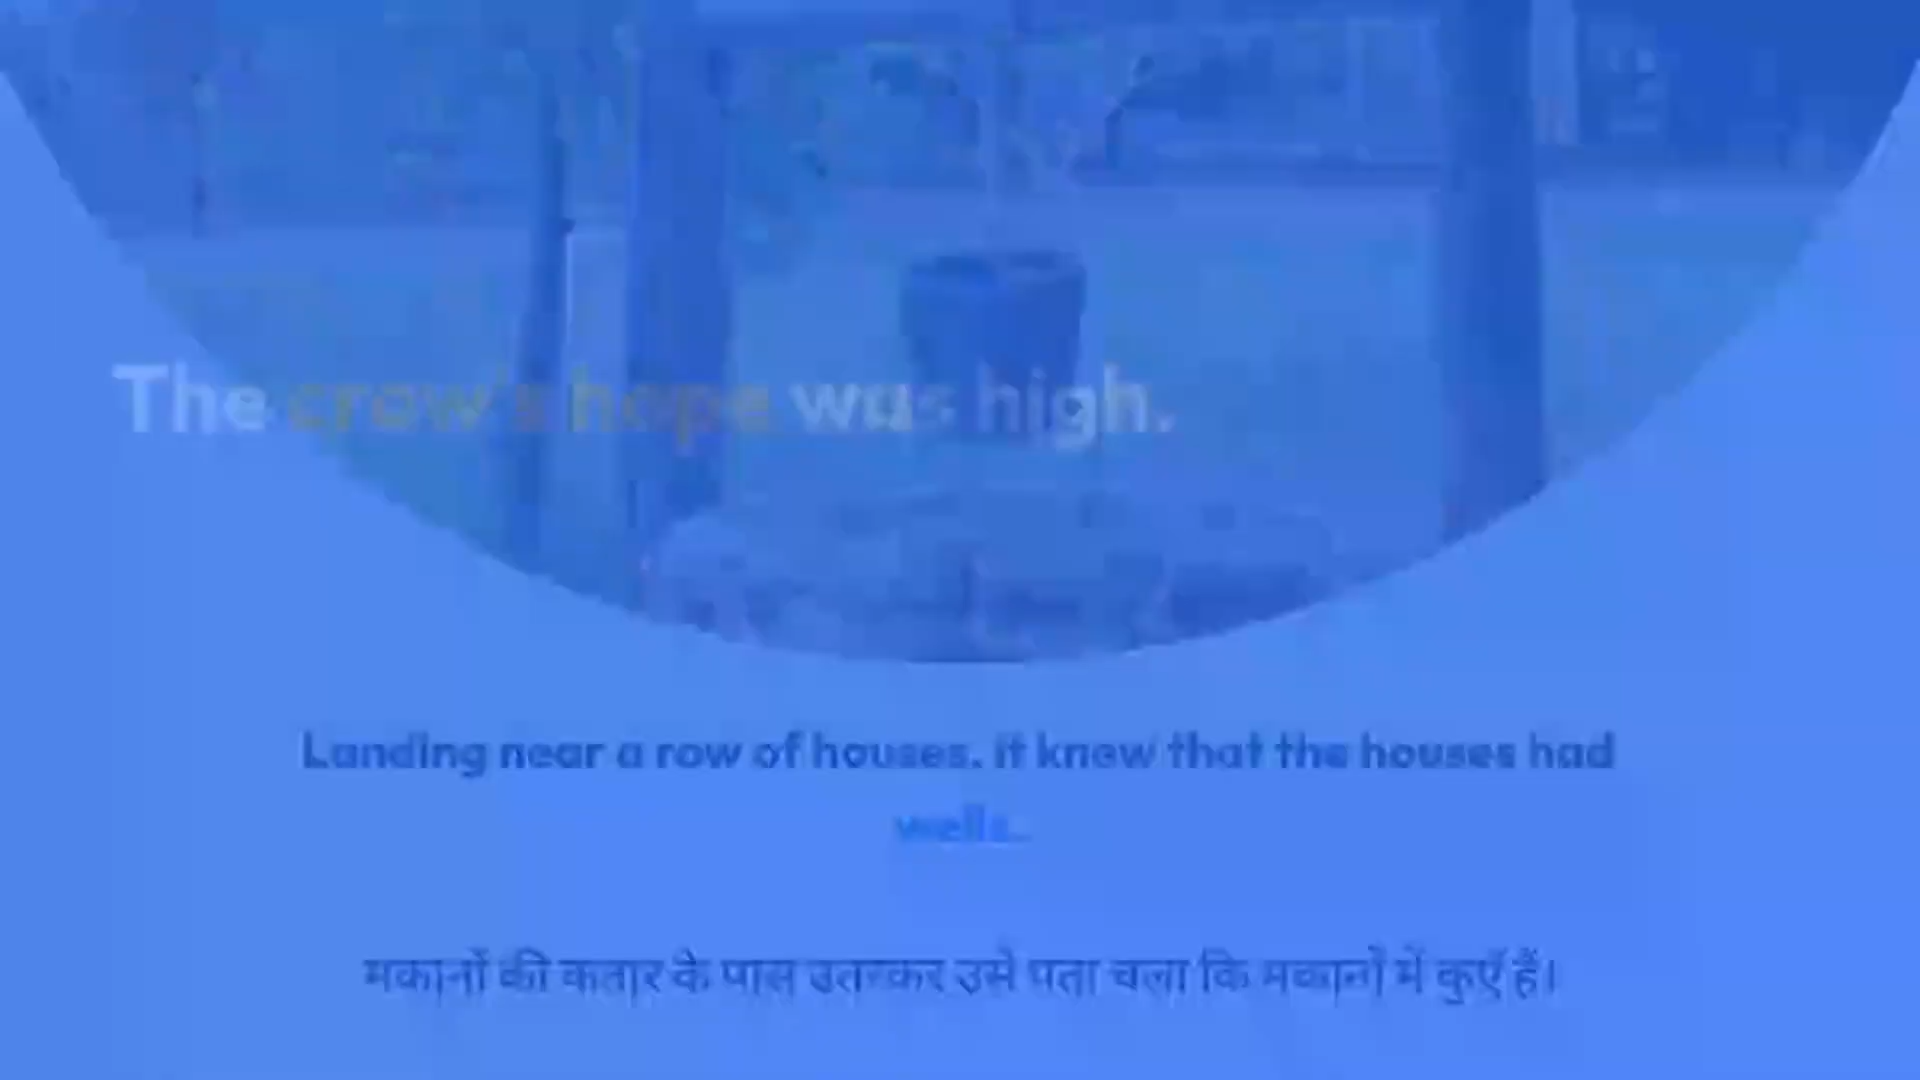 The crow's hope was high.
Landing near a row of houses, it knew that the houses had
wells.
मकानों की कतार के पास उतरकर उसे पता चला कि मकानों में कुएँ हैं।